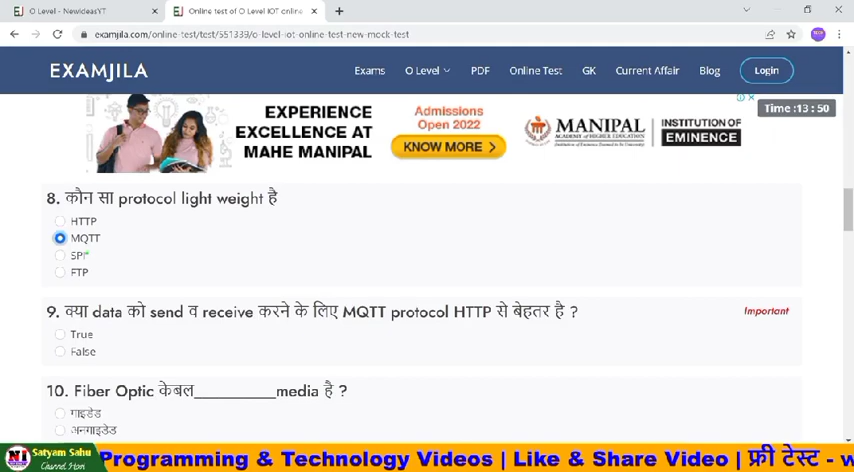 O Level - NewideasYT
Online test of O Level IOT online
examjila.com/online-test/test/551339/o-level-iot-online-test-new-mock-test
EXAMJILA
Exams
O Level
PDF
Online Test
GK
Current Affair
Blog
Login
EXPERIENCE
EXCELLENCE AT
MAHE MANIPAL
Admissions
Open 2022
KNOW MORE
MANIPAL
ACADEMY of HIGHER EDUCATION
INSTITUTION OF
EMINENCE
Time :13 : 50
8. कौन सा protocol light weight है
HTTP
MQTT
SPI
FTP
9. क्या data को send व receive करने के लिए MQTT protocol HTTP से बेहतर है ?
Important
True
False
10. Fiber Optic केबल__________media है ?
गाइडेड
अनगाइडेड
Satyam Sahu
Programming & Technology Videos | Like & Share Video | फ्री टेस्ट - w